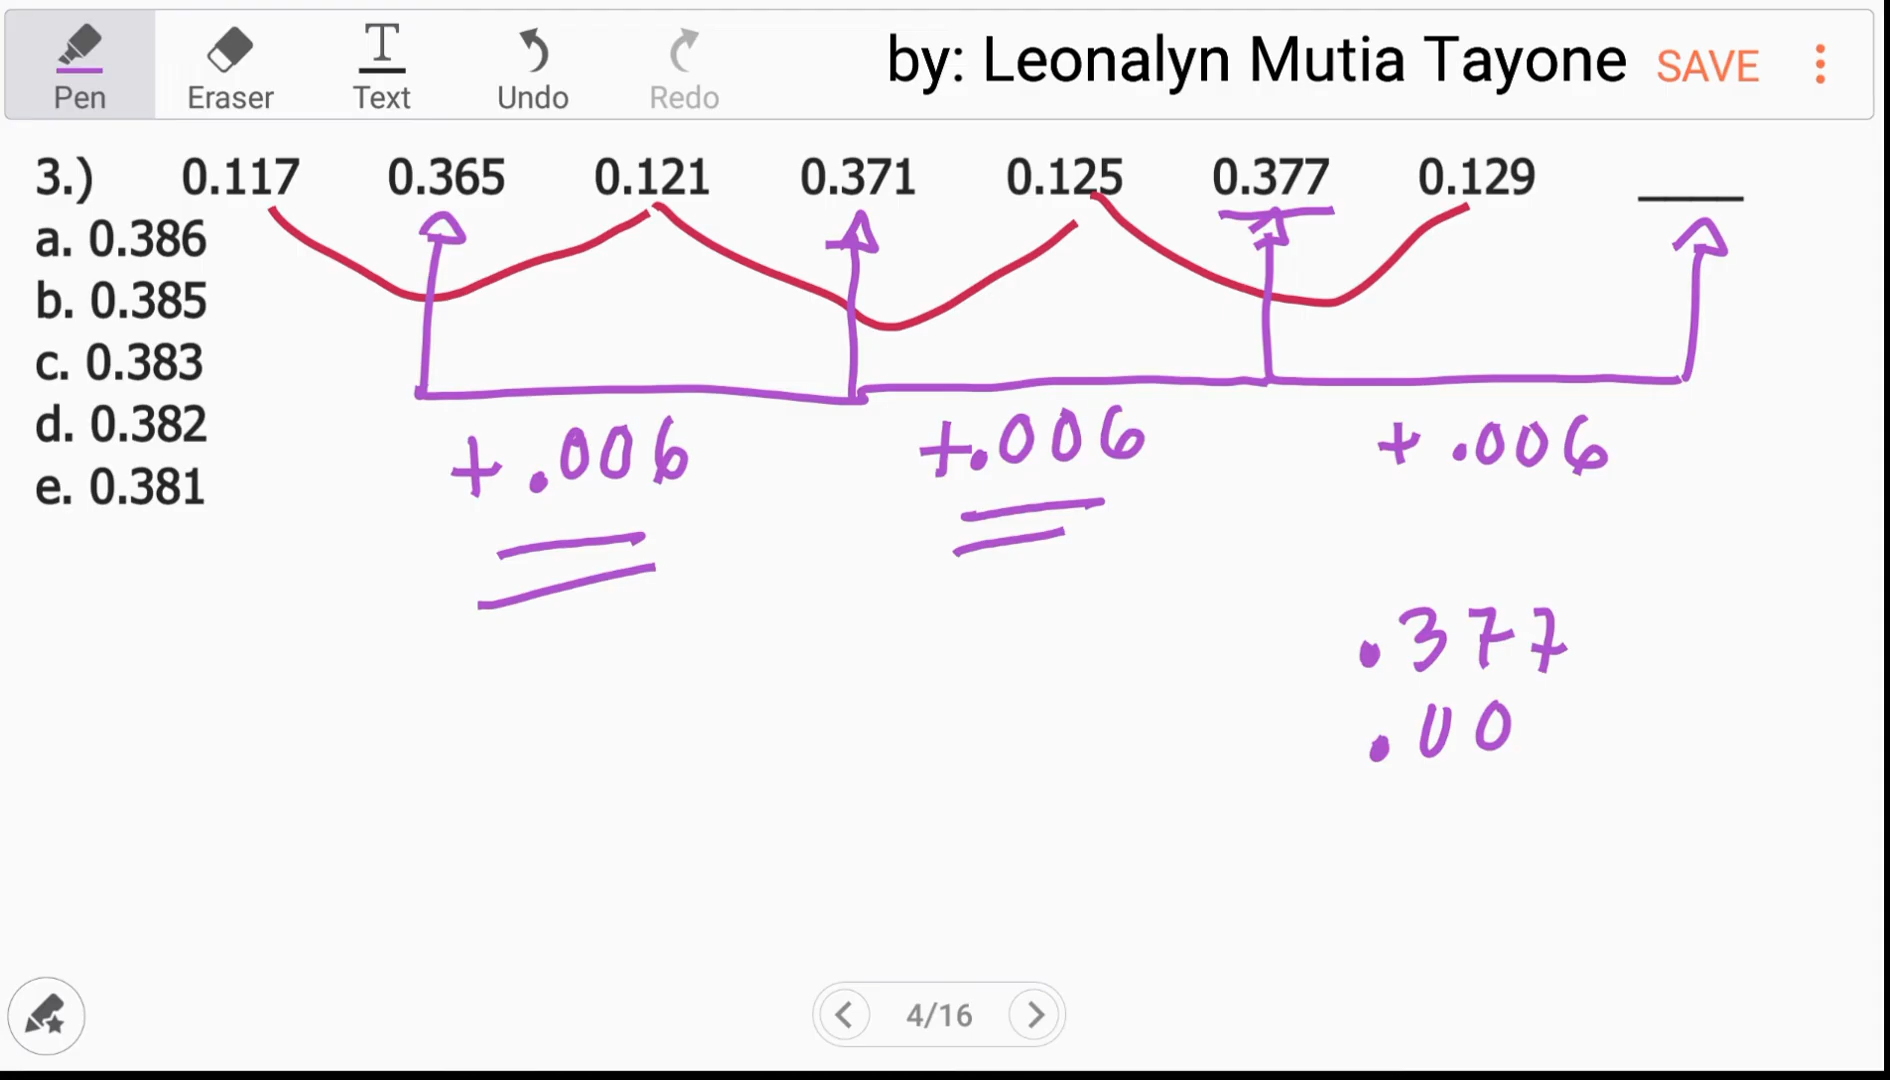 Pen Eraser Text Undo Redo by: Leonalyn Mutia Tayone SAVE
3.) 0.117 0.365 0.121 0.371 0.125 0.377 0.129 _____
a. 0.386
b. 0.385
c. 0.383
d. 0.382
e. 0.381
+ .006 +.006 + .006
.377
.00
4/16